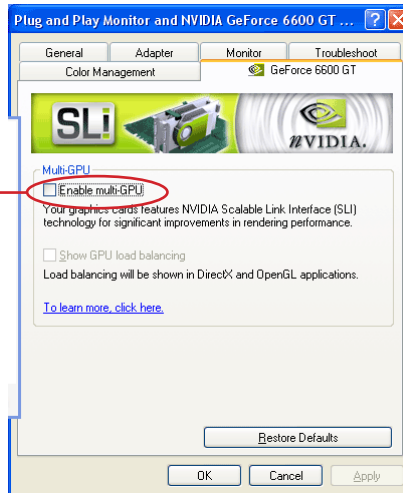 Plug and Play Monitor and NVIDIA GeForce 6600 GT ...
General Adapter Monitor Troubleshoot
Color Management GeForce 6600 GT
SLI
NVIDIA.
Multi-GPU
Enable multi-GPU
Your graphics cards features NVIDIA Scalable Link Interface (SLI)
technology for significant improvements in rendering performance.
Show GPU load balancing
Load balancing will be shown in DirectX and OpenGL applications.
To learn more, click here.
Restore Defaults
OK Cancel Apply